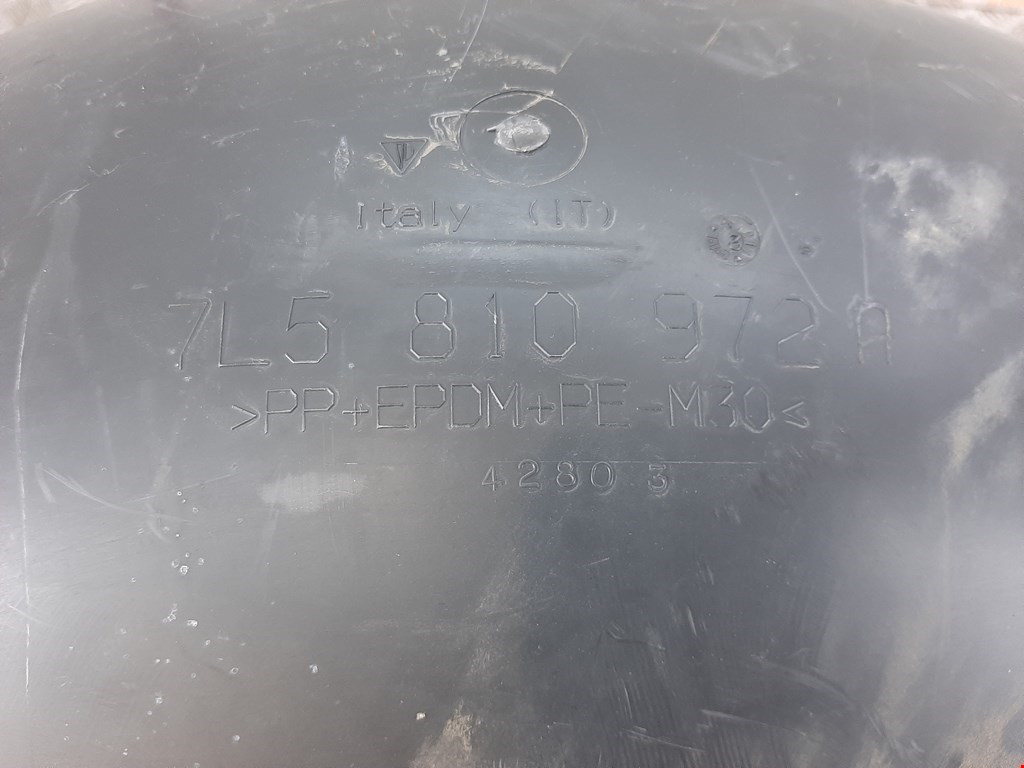 Italy (IT)
7L5 810 972 A
>PP+EPDM+PE-M30<
42803